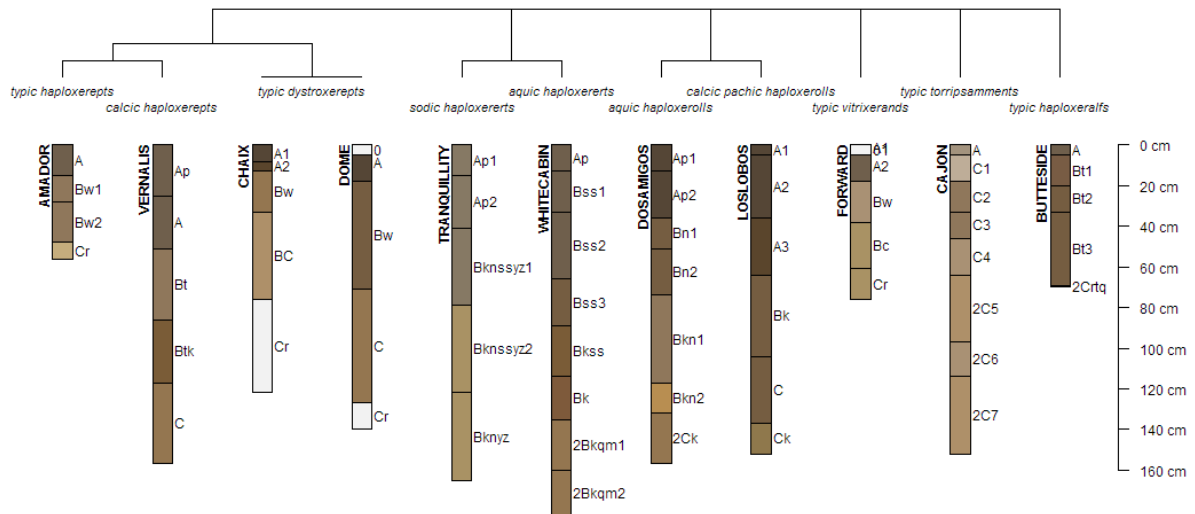 typic haploxerepts
calcic haploxerepts
typic dystroxerepts
sodic haploxererts
aquic haploxererts
aquic haploxerolls
calcic pachic haploxerolls
typic vitrixerands
typic torripsamments
typic haploxeralfs
AMADOR
A
Bw1
Bw2
Cr
VERNALIS
Ap
A
Bt
Btk
C
CHAIX
A1
A2
Bw
BC
Cr
DOME
0
A
Bw
C
Cr
TRANQUILLITY
Ap1
Ap2
Bknssyz1
Bknssyz2
Bknyz
WHITECABIN
Ap
Bss1
Bss2
Bss3
Bkss
Bk
2Bkqm1
2Bkqm2
DOSAMIGOS
Ap1
Ap2
Bn1
Bn2
Bkn1
Bkn2
2Ck
LOSLOBOS
A1
A2
A3
Bk
C
Ck
FORWARD
A1
A2
Bw
Bc
Cr
CAJON
A
C1
C2
C3
C4
2C5
2C6
2C7
BUTTESIDE
A
Bt1
Bt2
Bt3
2Crtq
0 cm
20 cm
40 cm
60 cm
80 cm
100 cm
120 cm
140 cm
160 cm